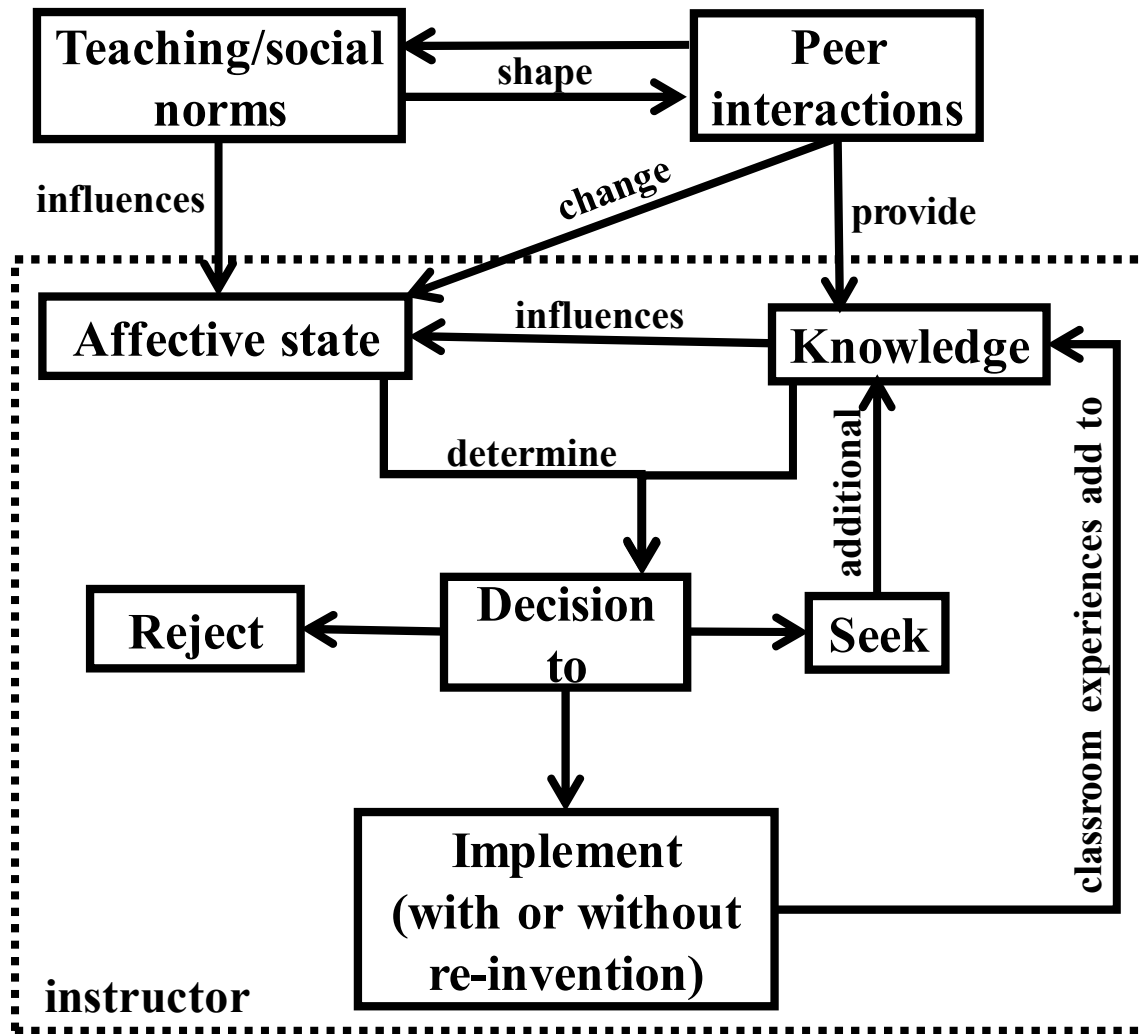 Teaching/social
norms
shape
Peer
interactions
influences
change
provide
Affective state
influences
Knowledge
determine
additional
classroom experiences add to
Reject
Decision
to
Seek
Implement
(with or without
re-invention)
instructor